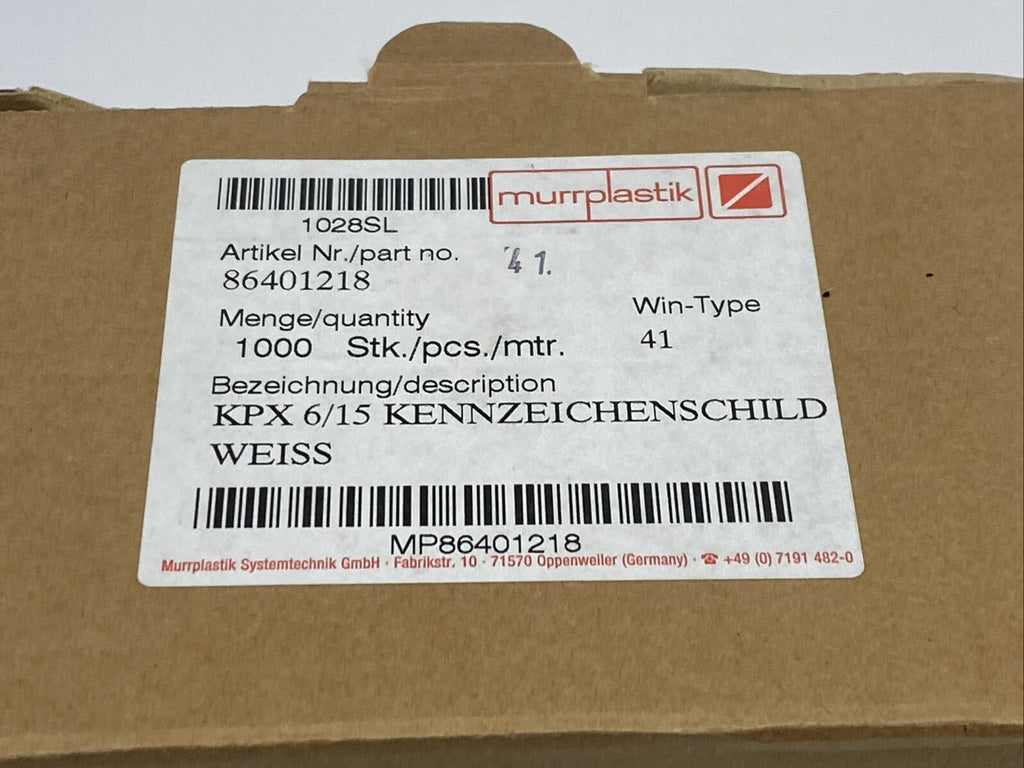 murrplastik
1028SL
Artikel Nr./part no.
41.
86401218
Menge/quantity
Win-Type
1000 Stk./pcs./mtr.
41
Bezeichnung/description
KPX 6/15 KENNZEICHENSCHILD
WEISS
MP86401218
Murrplastik Systemtechnik GmbH · Fabrikstr. 10 · 71570 Oppenweiler (Germany) · ☎ +49 (0) 7191 482-0